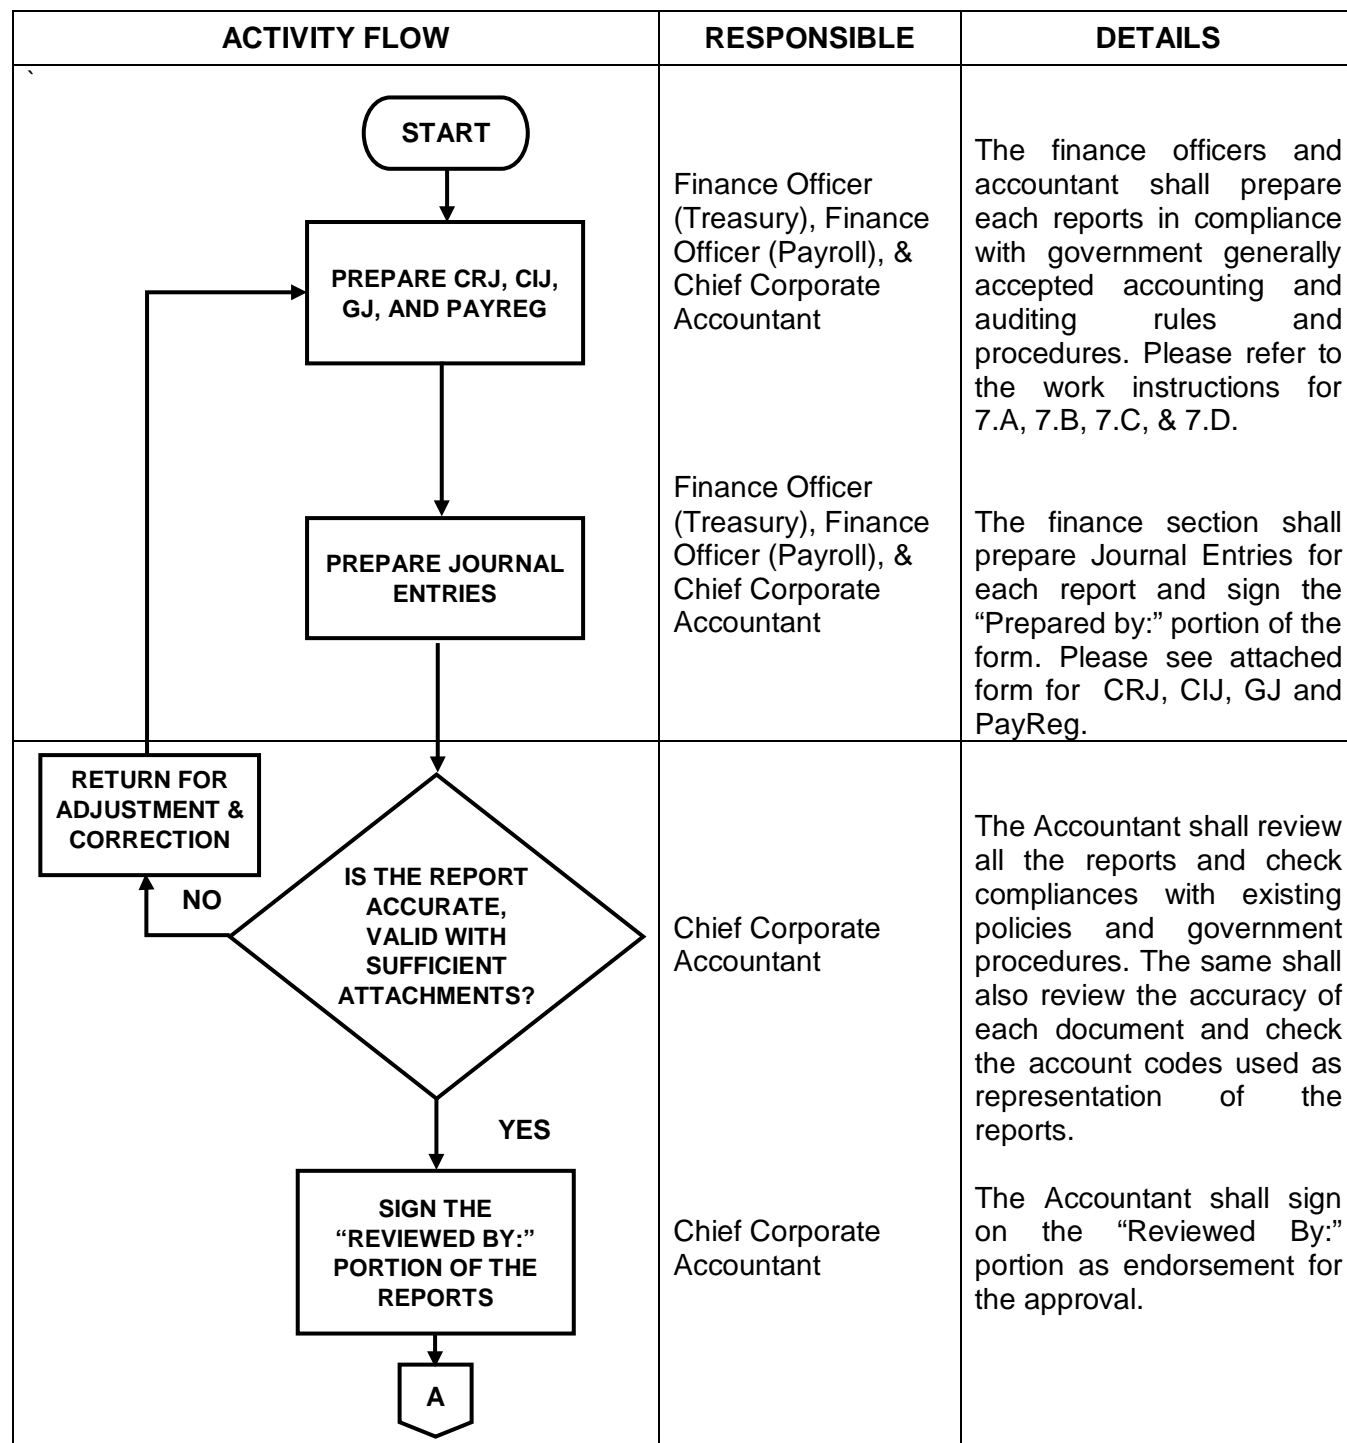 ACTIVITY FLOW
RESPONSIBLE
DETAILS
`
START
PREPARE CRJ, CIJ,
GJ, AND PAYREG
Finance Officer
(Treasury), Finance
Officer (Payroll), &
Chief Corporate
Accountant
The finance officers and
accountant shall prepare
each reports in compliance
with government generally
accepted accounting and
auditing rules and
procedures. Please refer to
the work instructions for
7.A, 7.B, 7.C, & 7.D.
PREPARE JOURNAL
ENTRIES
Finance Officer
(Treasury), Finance
Officer (Payroll), &
Chief Corporate
Accountant
The finance section shall
prepare Journal Entries for
each report and sign the
“Prepared by:” portion of the
form. Please see attached
form for CRJ, CIJ, GJ and
PayReg.
RETURN FOR
ADJUSTMENT &
CORRECTION
NO
IS THE REPORT
ACCURATE,
VALID WITH
SUFFICIENT
ATTACHMENTS?
YES
Chief Corporate
Accountant
The Accountant shall review
all the reports and check
compliances with existing
policies and government
procedures. The same shall
also review the accuracy of
each document and check
the account codes used as
representation of the
reports.
SIGN THE
“REVIEWED BY:”
PORTION OF THE
REPORTS
Chief Corporate
Accountant
The Accountant shall sign
on the “Reviewed By:”
portion as endorsement for
the approval.
A